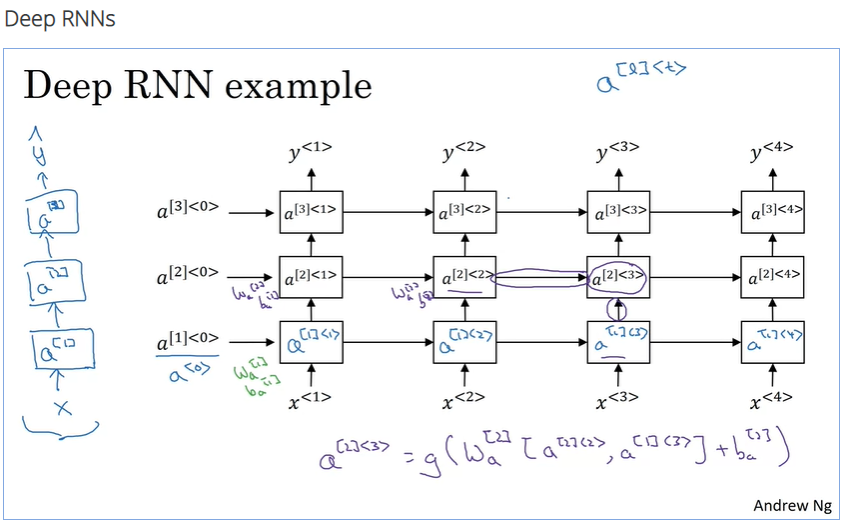 Deep RNNs
Deep RNN example
a^[l]<t>
ŷ
y^<1> y^<2> y^<3> y^<4>
a^[3]
a^[3]<0> a^[3]<1> a^[3]<2> a^[3]<3> a^[3]<4>
a^[2]
a^[2]<0> a^[2]<1> a^[2]<2> a^[2]<3> a^[2]<4>
W_a^[2] b_a^[2] W_a^[2] b_a^[2]
a^[1]
a^[1]<0> a^[1]<1> a^[1]<2> a^[1]<3> a^[1]<4>
a^<0> W_a^[1] b_a^[1]
x
x^<1> x^<2> x^<3> x^<4>
a^[2]<3> = g(W_a^[2] [a^[2]<2>, a^[1]<3>] + b_a^[2])
Andrew Ng